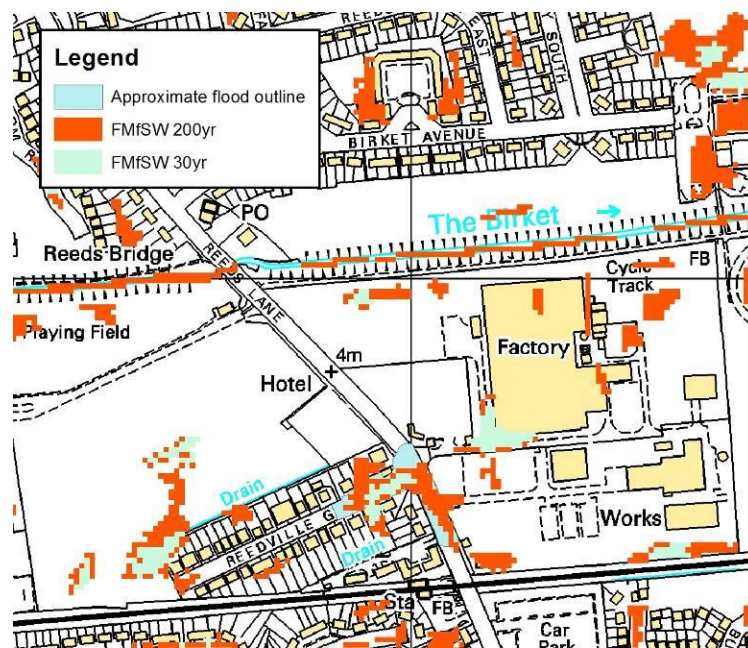 Legend
Approximate flood outline
FMfSW 200yr
FMfSW 30yr
EAST
SOUTH
BIRKET AVENUE
PO
The Birket →
Reeds Bridge
REEDS LANE
FB
Cycle
Track
Playing Field
Factory
4m
Hotel
Drain
REEDVILLE G
Works
Drain
Sta
FB
Car
Park